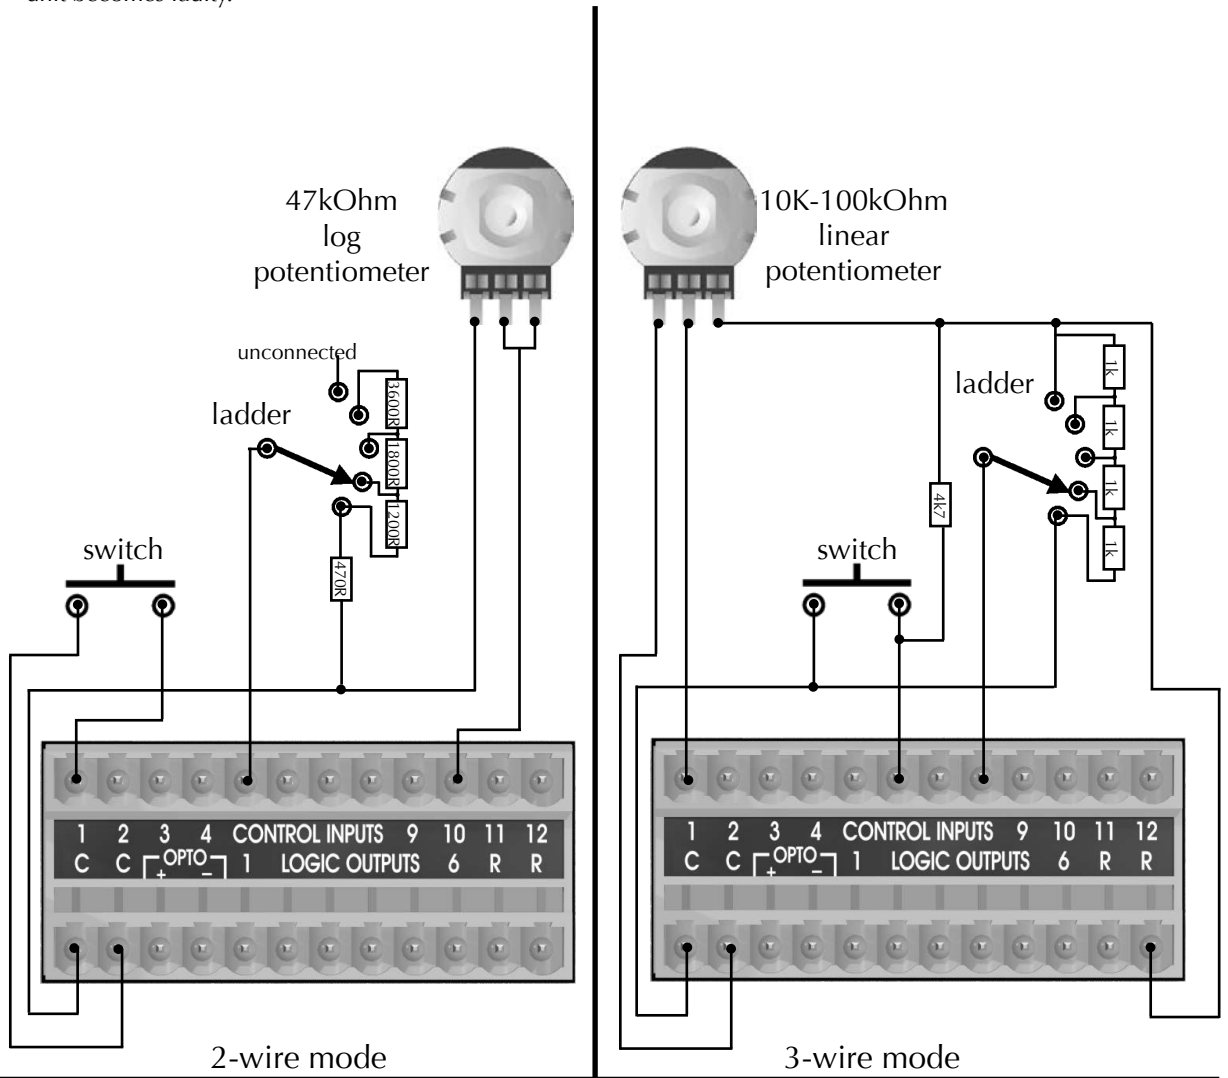 unit becomes faulty.
47kOhm
log
potentiometer
unconnected
ladder
3600R
1800R
1200R
470R
switch
1 2 3 4 CONTROL INPUTS 9 10 11 12
C C OPTO 1 LOGIC OUTPUTS 6 R R
+ −
2-wire mode
10K-100kOhm
linear
potentiometer
ladder
1k
1k
1k
1k
4k7
switch
1 2 3 4 CONTROL INPUTS 9 10 11 12
C C OPTO 1 LOGIC OUTPUTS 6 R R
+ −
3-wire mode